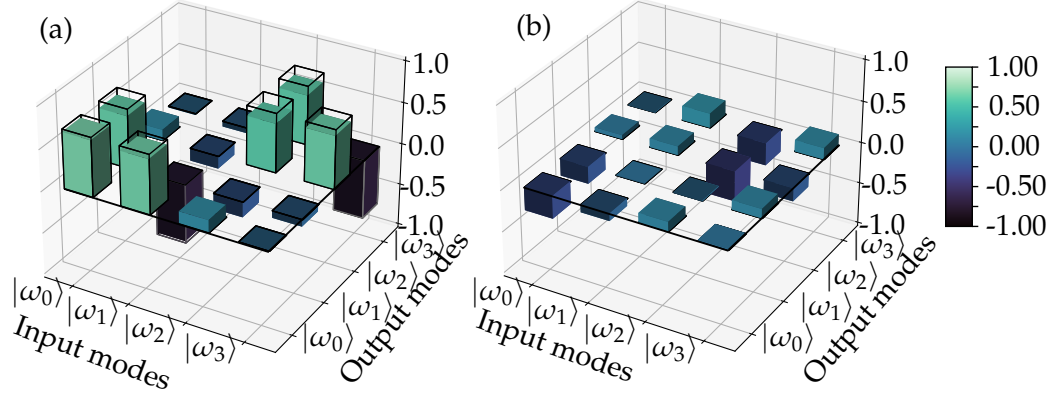 (a)
1.0
0.5
0.0
-0.5
-1.0
|ω₀⟩
|ω₁⟩
|ω₂⟩
|ω₃⟩
Input modes
|ω₀⟩
|ω₁⟩
|ω₂⟩
|ω₃⟩
Output modes
(b)
1.0
0.5
0.0
-0.5
-1.0
|ω₀⟩
|ω₁⟩
|ω₂⟩
|ω₃⟩
Input modes
|ω₀⟩
|ω₁⟩
|ω₂⟩
|ω₃⟩
Output modes
1.00
0.50
0.00
-0.50
-1.00